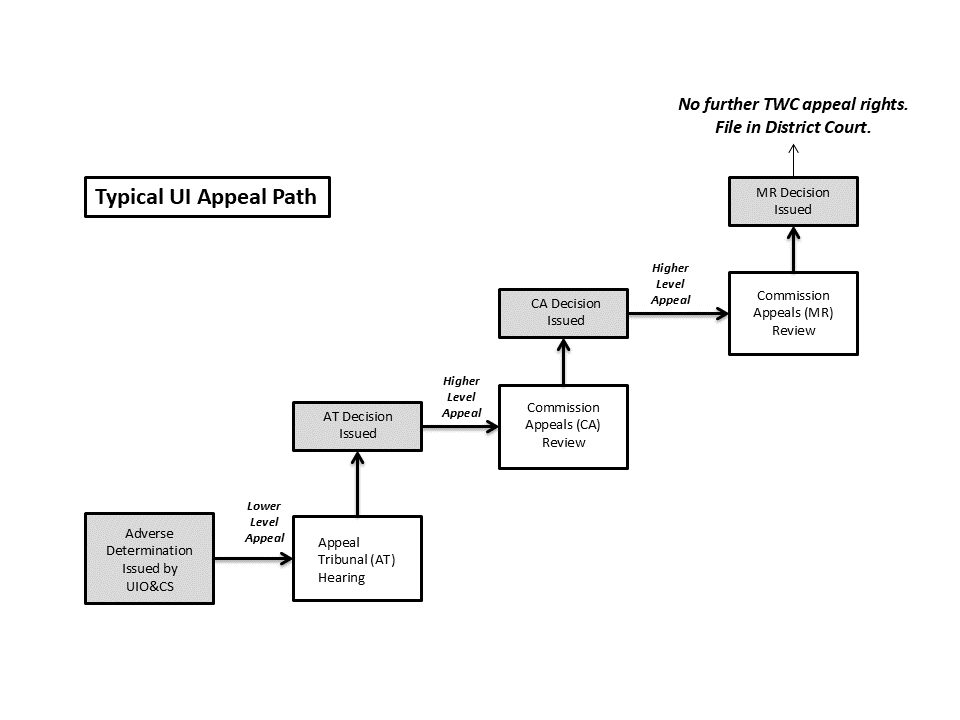 No further TWC appeal rights.
File in District Court.
Typical UI Appeal Path
MR Decision
Issued
Higher
Level
Appeal
Commission
Appeals (MR)
Review
CA Decision
Issued
Higher
Level
Appeal
Commission
Appeals (CA)
Review
AT Decision
Issued
Lower
Level
Appeal
Appeal
Tribunal (AT)
Hearing
Adverse
Determination
Issued by
UIO&CS